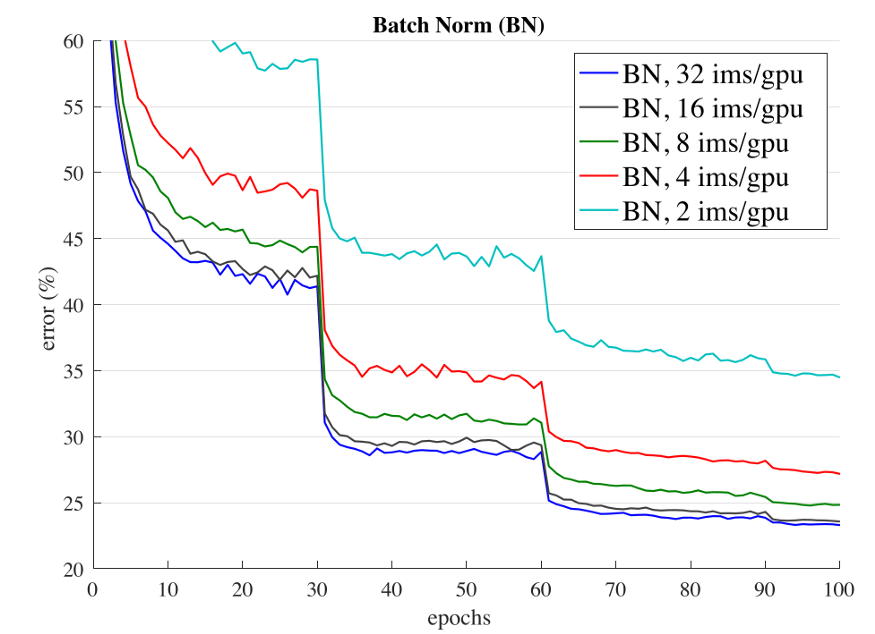 Batch Norm (BN)
60
55
50
45
40
35
30
25
20
error (%)
BN, 32 ims/gpu
BN, 16 ims/gpu
BN, 8 ims/gpu
BN, 4 ims/gpu
BN, 2 ims/gpu
0 10 20 30 40 50 60 70 80 90 100
epochs